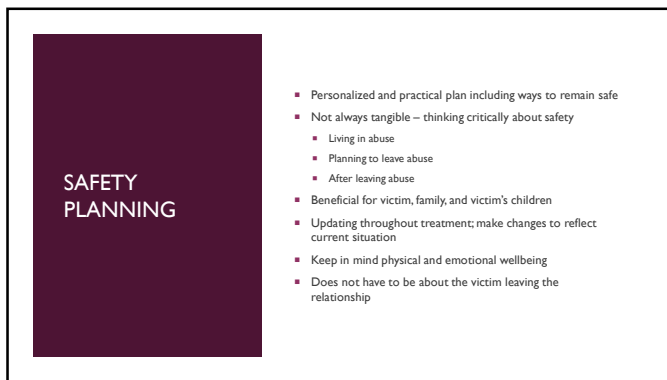 SAFETY
PLANNING
▪ Personalized and practical plan including ways to remain safe
▪ Not always tangible – thinking critically about safety
▪ Living in abuse
▪ Planning to leave abuse
▪ After leaving abuse
▪ Beneficial for victim, family, and victim's children
▪ Updating throughout treatment; make changes to reflect
current situation
▪ Keep in mind physical and emotional wellbeing
▪ Does not have to be about the victim leaving the
relationship